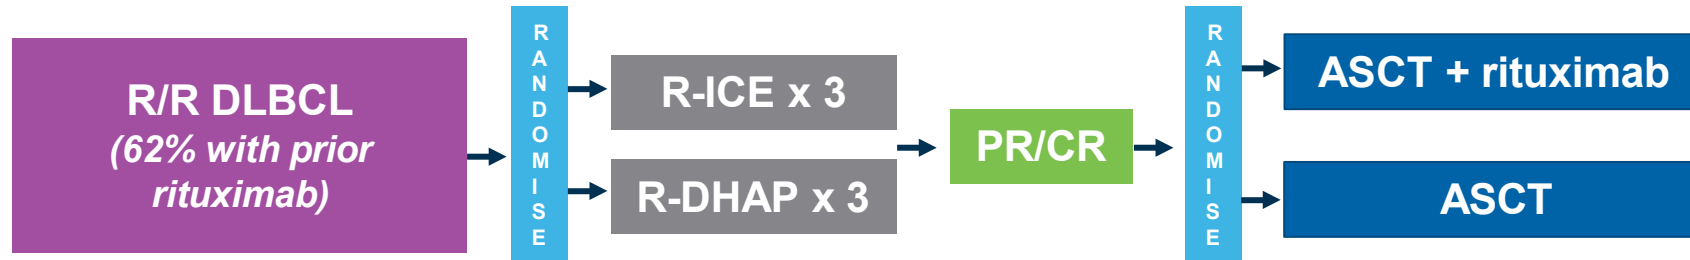 R/R DLBCL
(62% with prior
rituximab)
RANDOMISE
R-ICE x 3
R-DHAP x 3
PR/CR
RANDOMISE
ASCT + rituximab
ASCT